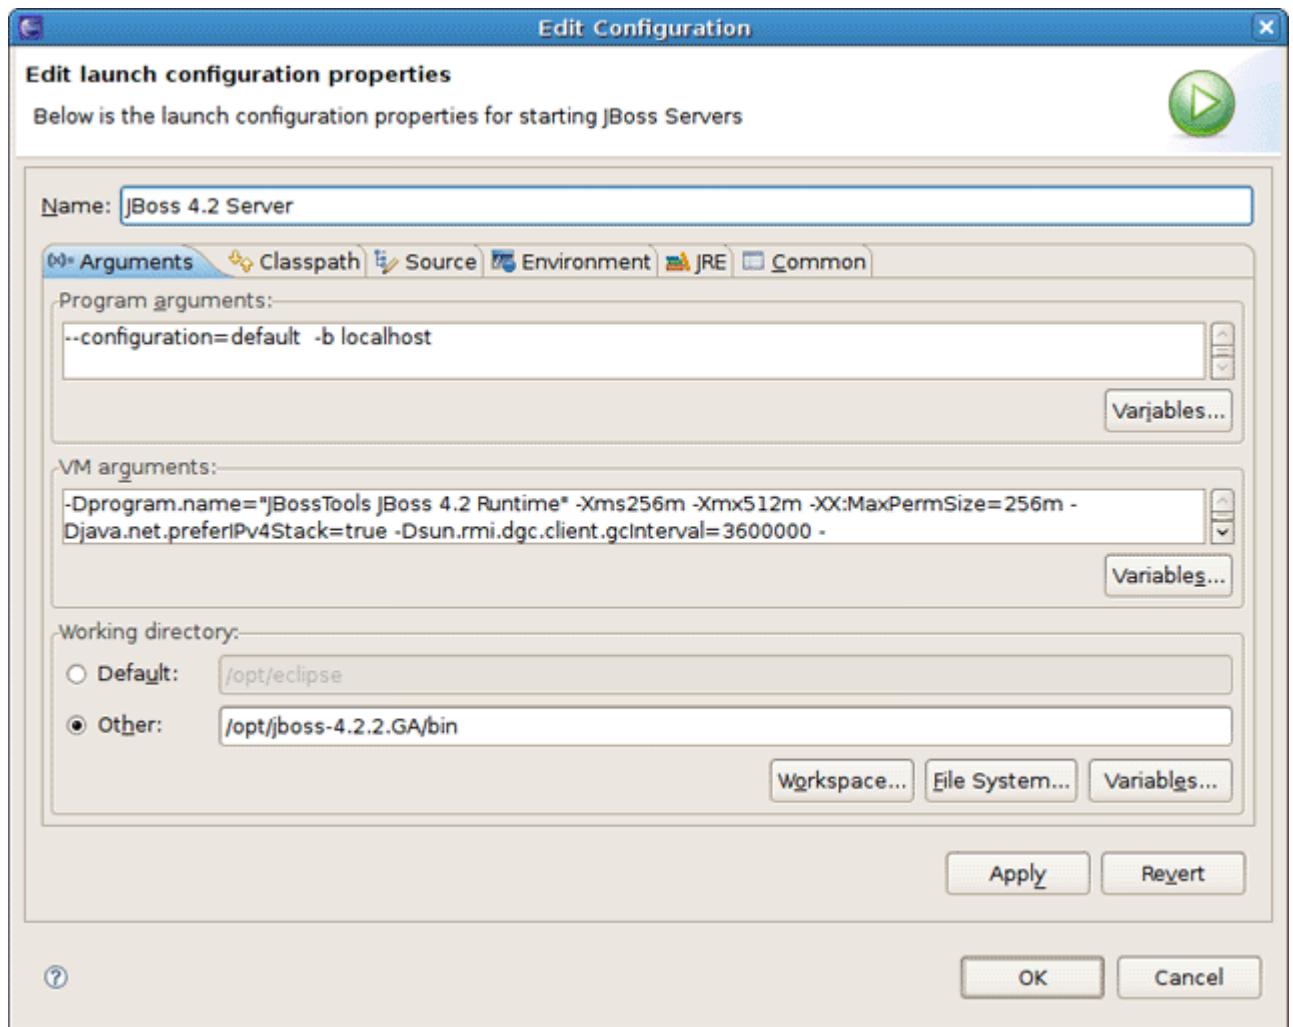 Edit Configuration
Edit launch configuration properties
Below is the launch configuration properties for starting JBoss Servers
Name: JBoss 4.2 Server
Arguments Classpath Source Environment JRE Common
Program arguments:
--configuration=default  -b localhost
Variables...
VM arguments:
-Dprogram.name="JBossTools JBoss 4.2 Runtime" -Xms256m -Xmx512m -XX:MaxPermSize=256m -
Djava.net.preferIPv4Stack=true -Dsun.rmi.dgc.client.gcInterval=3600000 -
Variables...
Working directory:
Default: /opt/eclipse
Other: /opt/jboss-4.2.2.GA/bin
Workspace... File System... Variables...
Apply Revert
OK Cancel